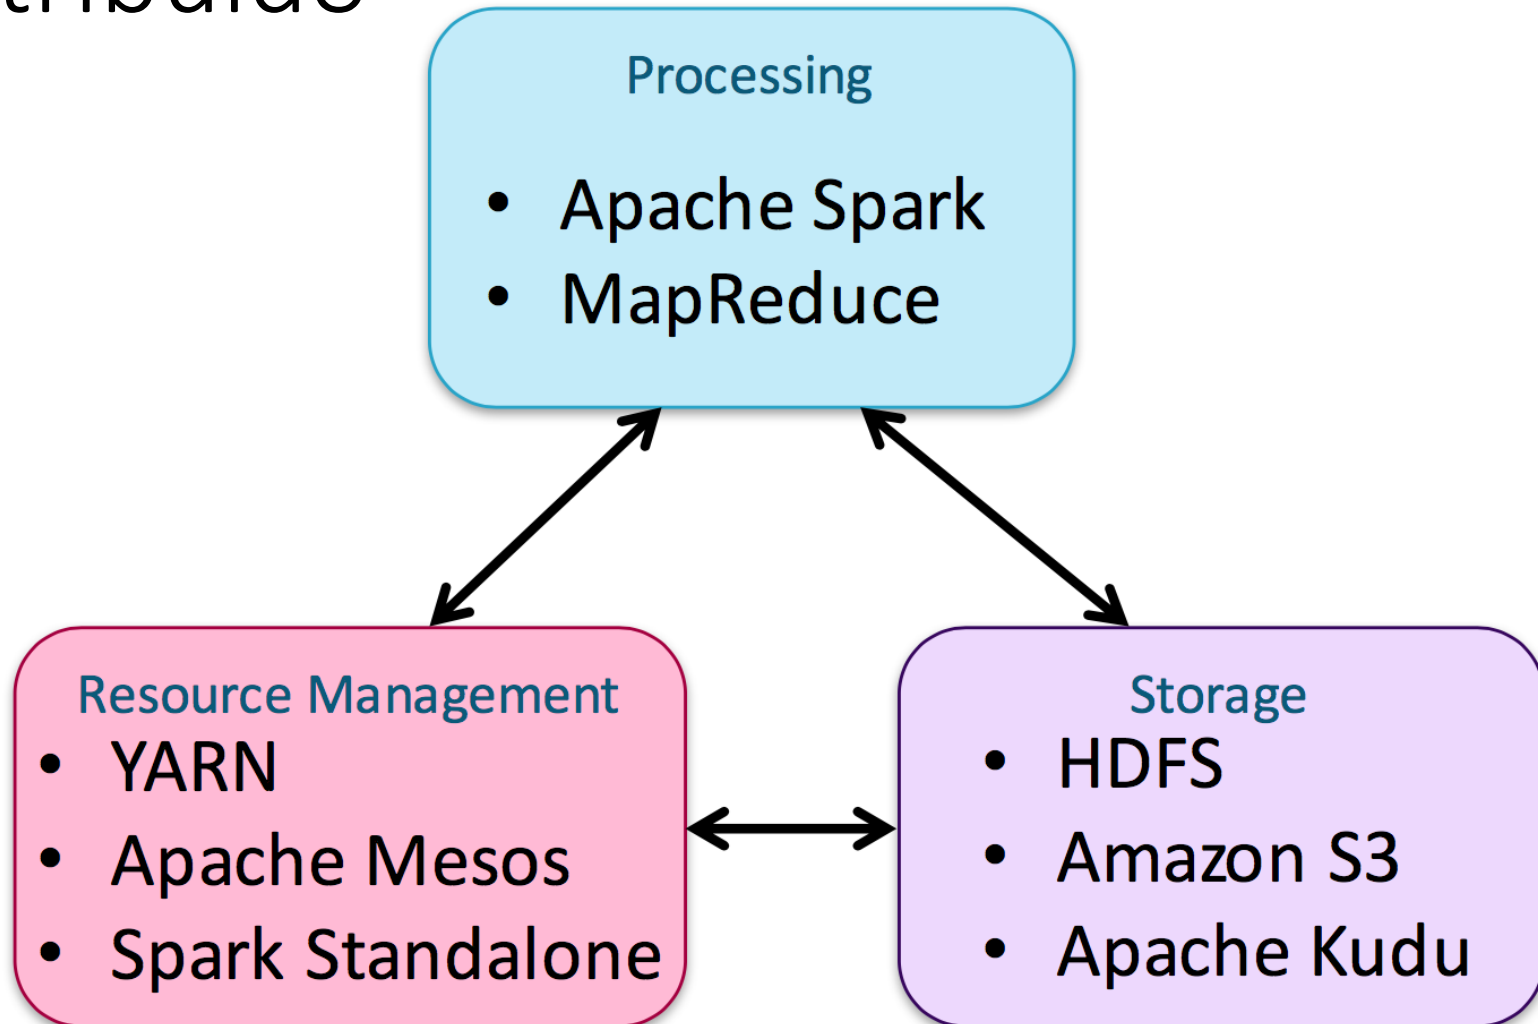 Processing
• Apache Spark
• MapReduce
Resource Management
• YARN
• Apache Mesos
• Spark Standalone
Storage
• HDFS
• Amazon S3
• Apache Kudu